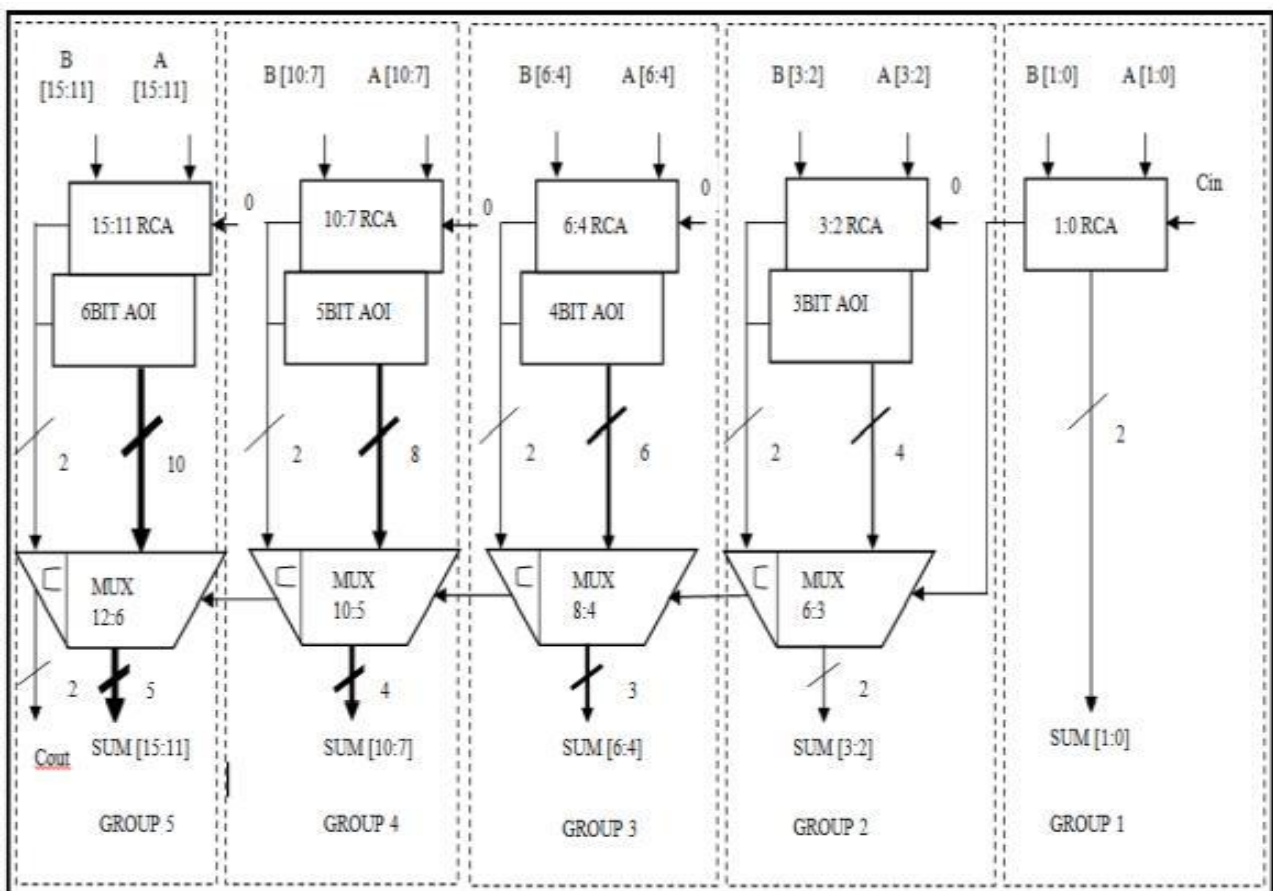 B
[15:11]
A
[15:11]
B [10:7]
A [10:7]
B [6:4]
A [6:4]
B [3:2]
A [3:2]
B [1:0]
A [1:0]
0
0
0
0
Cin
15:11 RCA
10:7 RCA
6:4 RCA
3:2 RCA
1:0 RCA
6BIT AOI
5BIT AOI
4BIT AOI
3BIT AOI
2
10
2
8
2
6
2
4
2
MUX
12:6
MUX
10:5
MUX
8:4
MUX
6:3
2
5
4
3
2
Cout
SUM [15:11]
SUM [10:7]
SUM [6:4]
SUM [3:2]
SUM [1:0]
GROUP 5
GROUP 4
GROUP 3
GROUP 2
GROUP 1